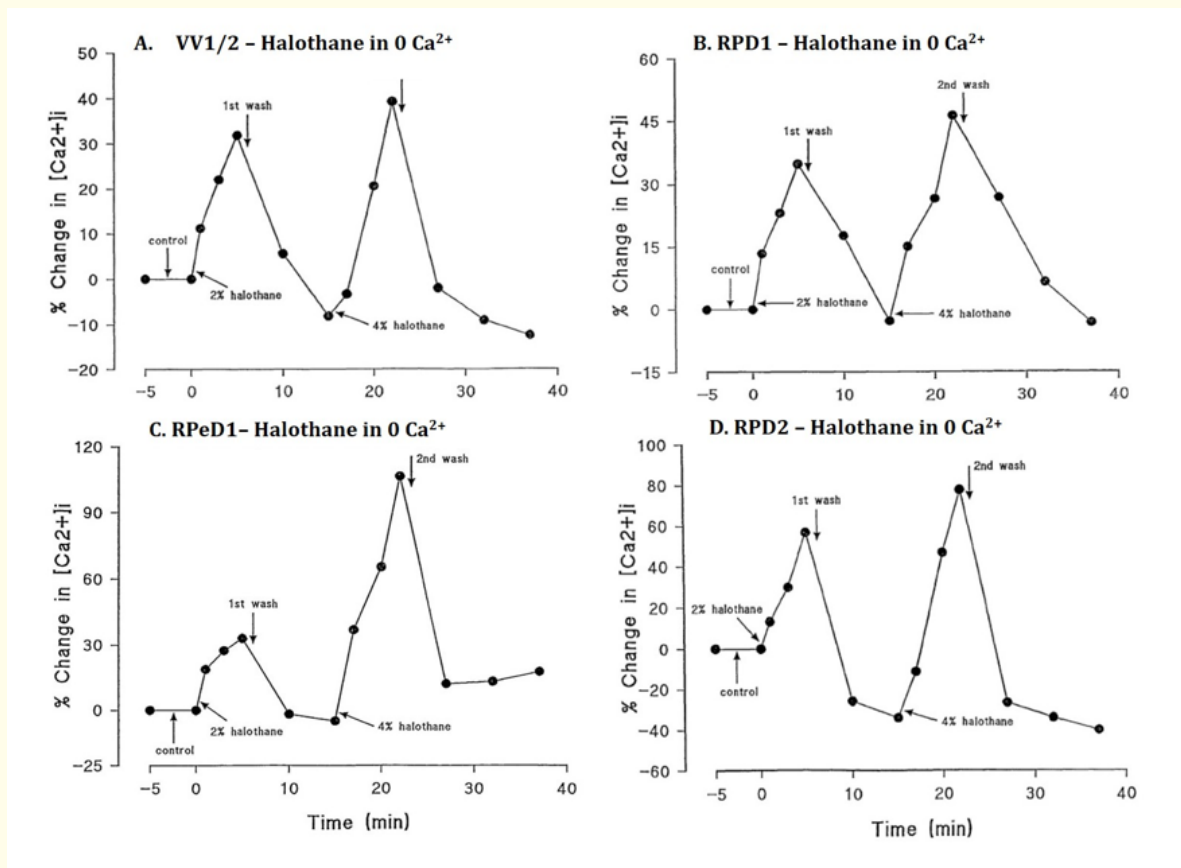 A. VV1/2 – Halothane in 0 Ca²⁺
% Change in [Ca2+]i
50
40
30
20
10
0
−10
−20
1st wash
control
2% halothane
4% halothane
−5 0 10 20 30 40
B. RPD1 – Halothane in 0 Ca²⁺
% Change in [Ca2+]i
60
45
30
15
0
−15
2nd wash
1st wash
control
2% halothane
4% halothane
−5 0 10 20 30 40
C. RPeD1– Halothane in 0 Ca²⁺
% Change in [Ca2+]i
120
90
60
30
0
−25
2nd wash
1st wash
2% halothane
4% halothane
control
−5 0 10 20 30 40
Time (min)
D. RPD2 – Halothane in 0 Ca²⁺
% Change in [Ca2+]i
100
80
60
40
20
0
−20
−40
−60
2nd wash
1st wash
2% halothane
control
4% halothane
−5 0 10 20 30 40
Time (min)